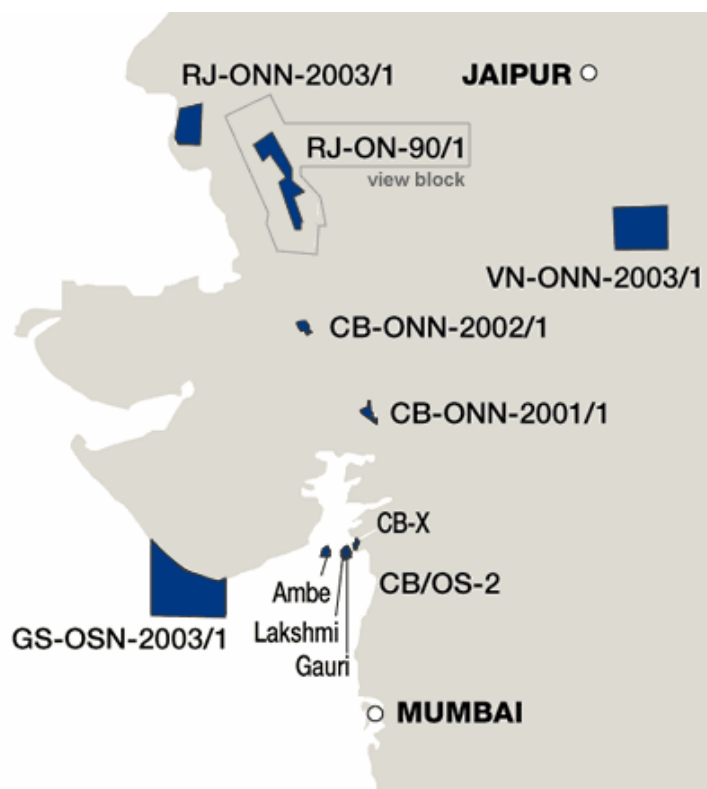 RJ-ONN-2003/1
JAIPUR
RJ-ON-90/1
view block
VN-ONN-2003/1
CB-ONN-2002/1
CB-ONN-2001/1
CB-X
Ambe
CB/OS-2
Lakshmi
GS-OSN-2003/1
Gauri
MUMBAI